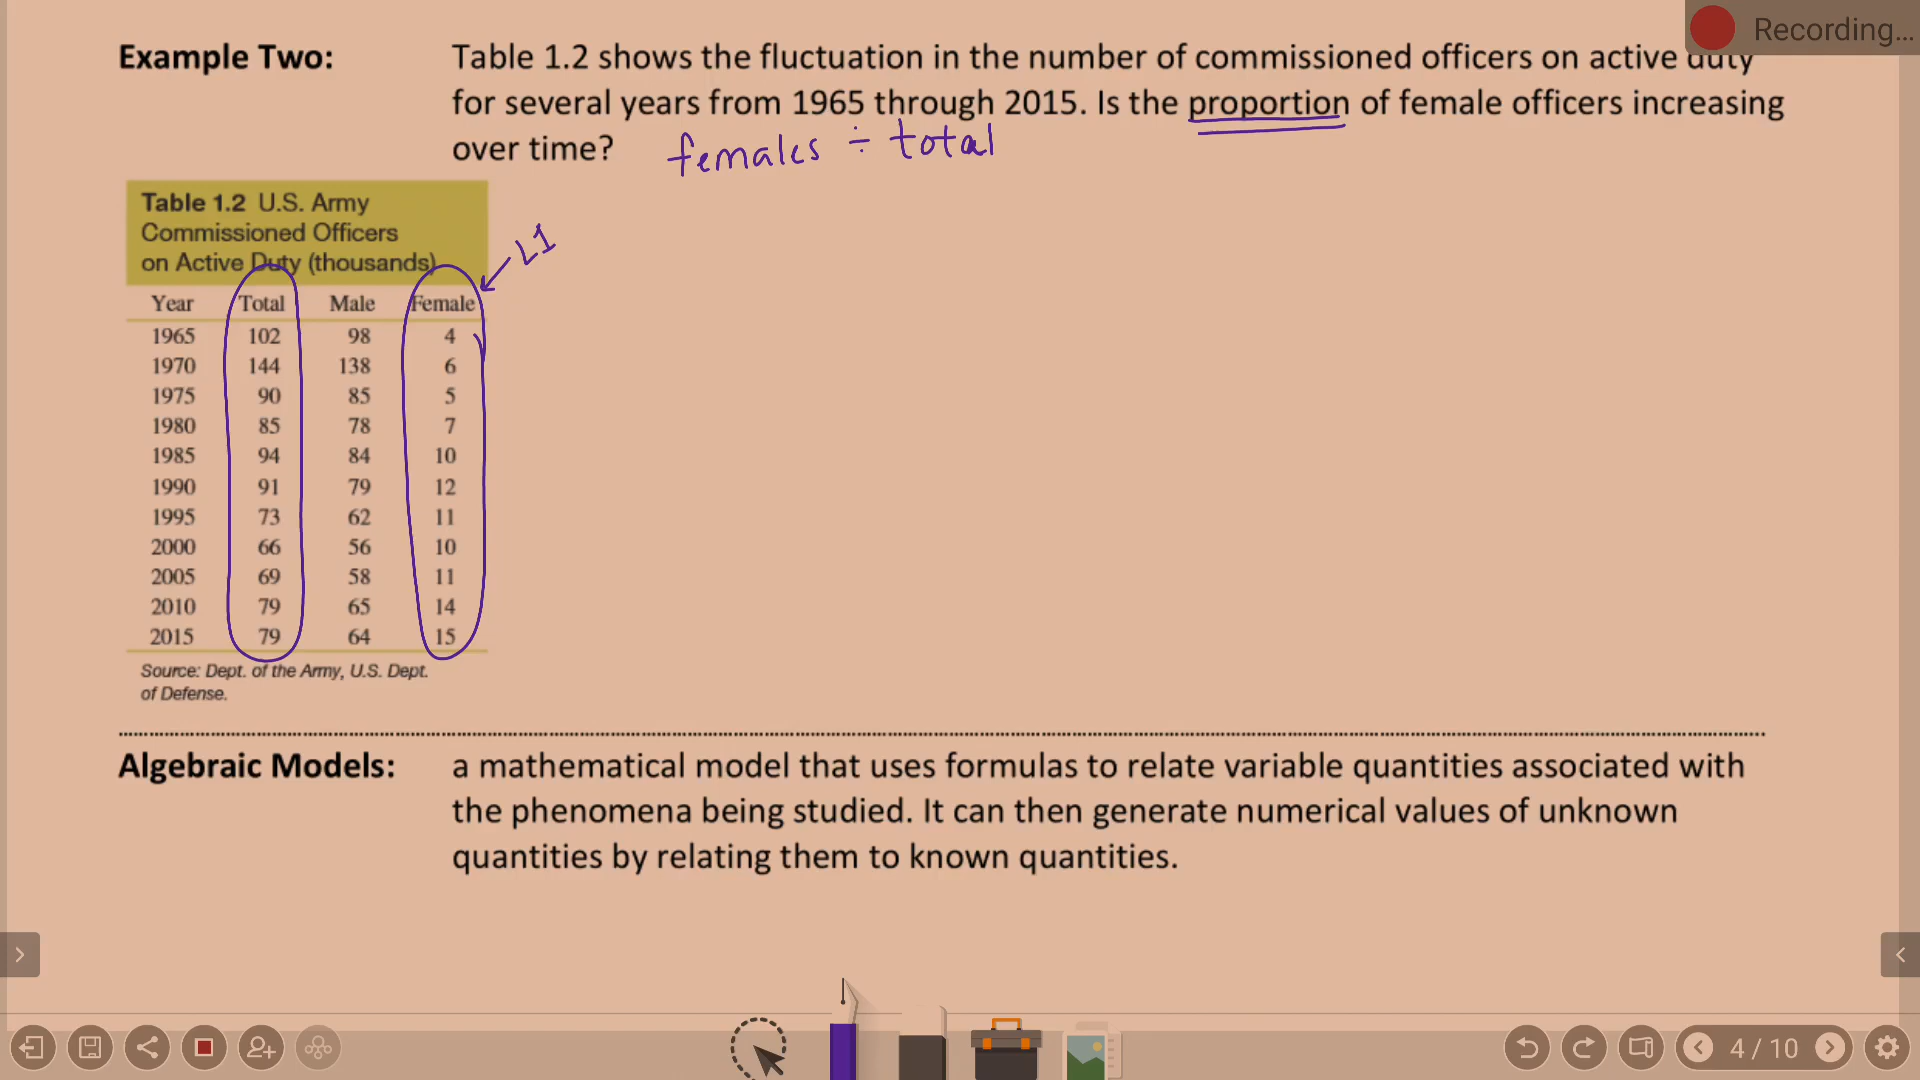 Recording...
Example Two: Table 1.2 shows the fluctuation in the number of commissioned officers on active duty
for several years from 1965 through 2015. Is the proportion of female officers increasing
over time?
females ÷ total
Table 1.2 U.S. Army
Commissioned Officers
on Active Duty (thousands)
L1
Year Total Male Female
1965 102 98 4
1970 144 138 6
1975 90 85 5
1980 85 78 7
1985 94 84 10
1990 91 79 12
1995 73 62 11
2000 66 56 10
2005 69 58 11
2010 79 65 14
2015 79 64 15
Source: Dept. of the Army, U.S. Dept.
of Defense.
Algebraic Models: a mathematical model that uses formulas to relate variable quantities associated with
the phenomena being studied. It can then generate numerical values of unknown
quantities by relating them to known quantities.
4 / 10